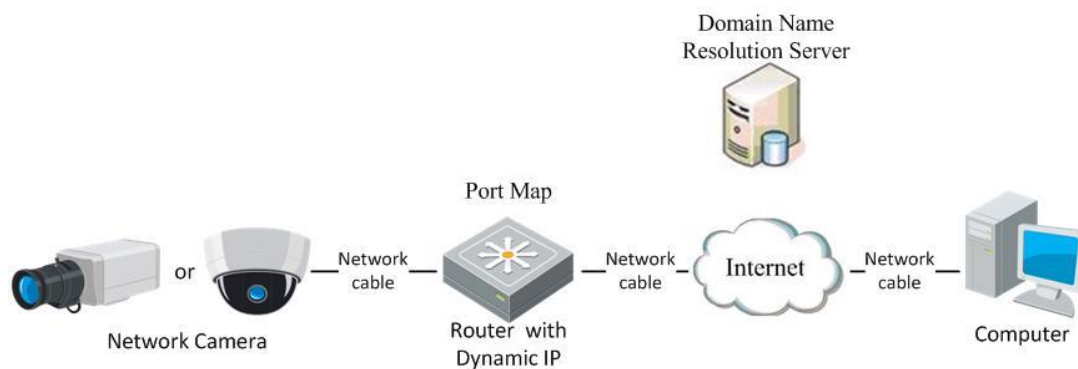 Domain Name
Resolution Server
Port Map
or
Network
cable
Network
cable
Internet
Network
cable
Network Camera
Router with
Dynamic IP
Computer